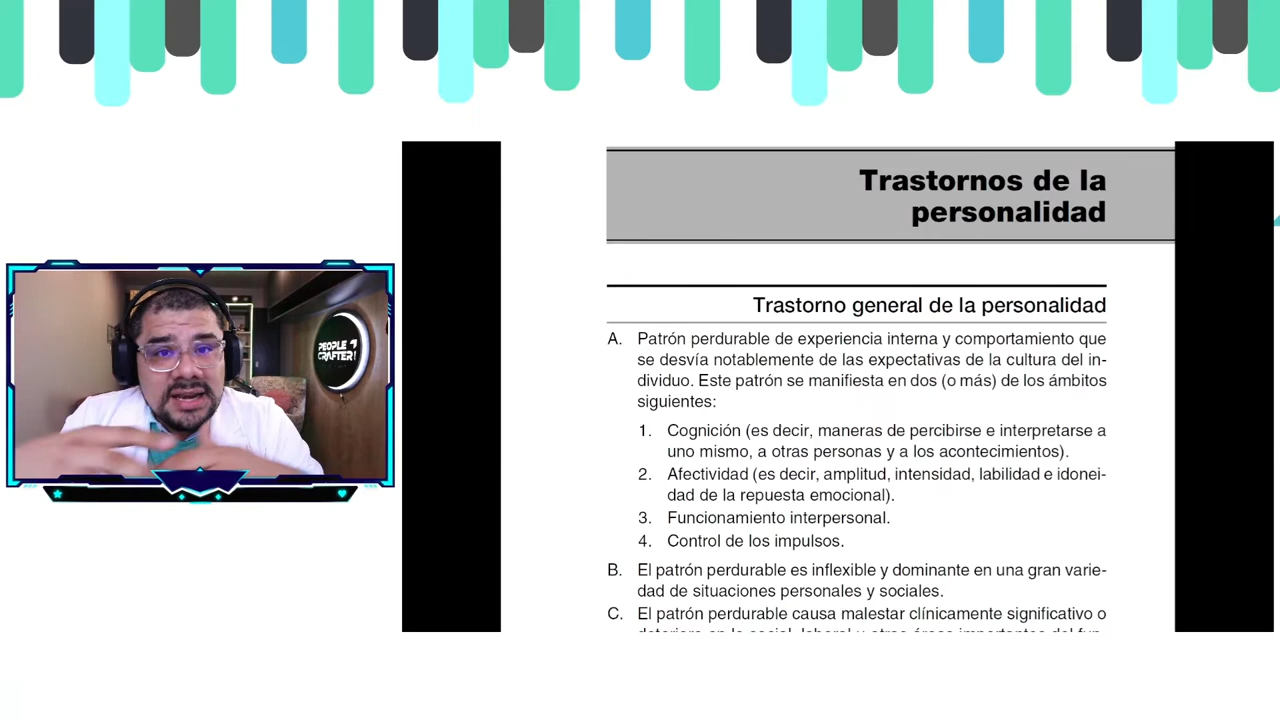 PEOPLE
CRAFTER!
Trastornos de la
personalidad
Trastorno general de la personalidad
A. Patrón perdurable de experiencia interna y comportamiento que
se desvía notablemente de las expectativas de la cultura del in-
dividuo. Este patrón se manifiesta en dos (o más) de los ámbitos
siguientes:
1. Cognición (es decir, maneras de percibirse e interpretarse a
uno mismo, a otras personas y a los acontecimientos).
2. Afectividad (es decir, amplitud, intensidad, labilidad e idonei-
dad de la repuesta emocional).
3. Funcionamiento interpersonal.
4. Control de los impulsos.
B. El patrón perdurable es inflexible y dominante en una gran varie-
dad de situaciones personales y sociales.
C. El patrón perdurable causa malestar clínicamente significativo o